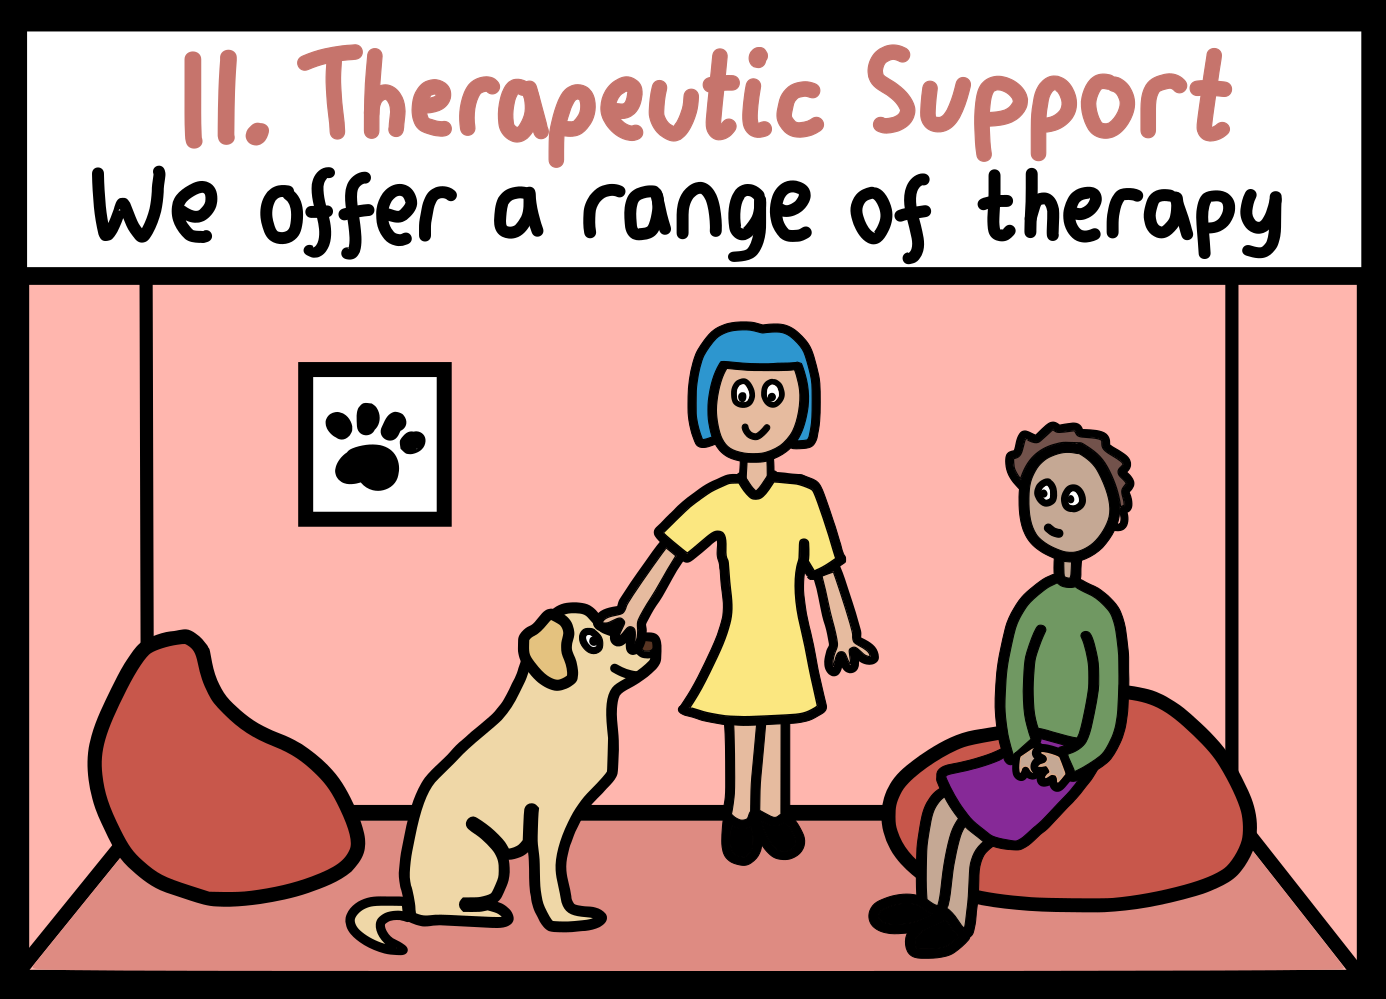 11. Therapeutic Support
We offer a range of therapy